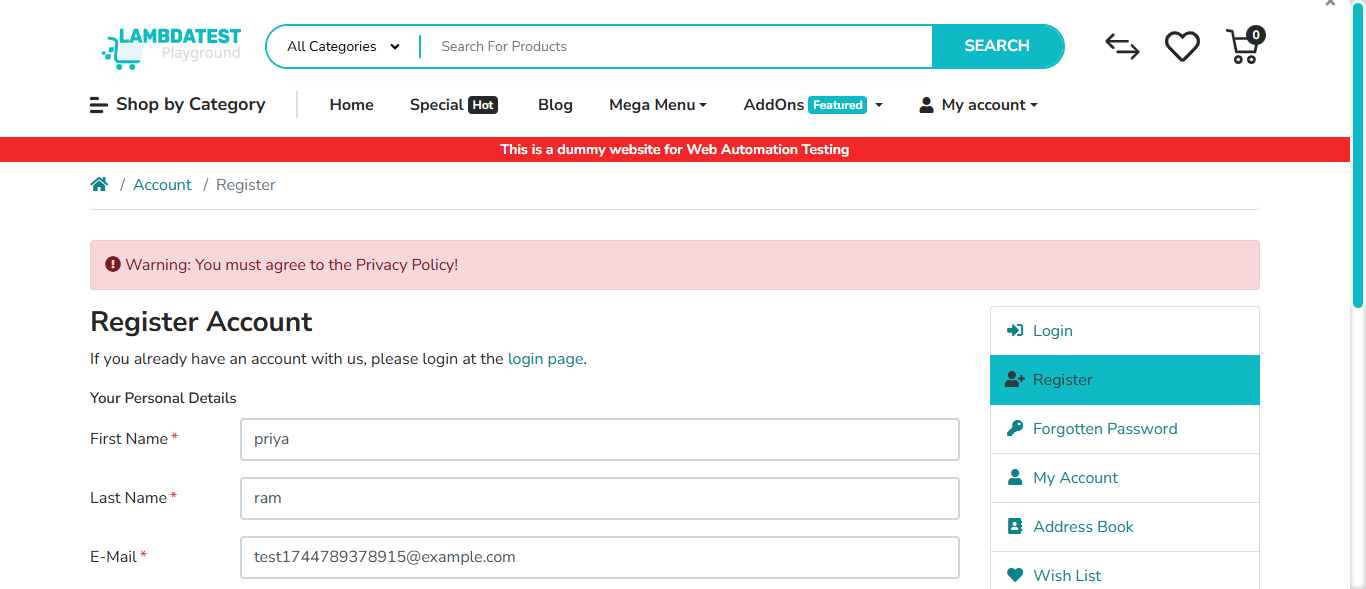 LAMBDATEST
Playground
All Categories
Search For Products
SEARCH
0
Shop by Category
Home
Special Hot
Blog
Mega Menu
AddOns Featured
My account
This is a dummy website for Web Automation Testing
/ Account / Register
Warning: You must agree to the Privacy Policy!
Register Account
If you already have an account with us, please login at the login page.
Your Personal Details
First Name *
priya
Last Name *
ram
E-Mail *
test1744789378915@example.com
Login
Register
Forgotten Password
My Account
Address Book
Wish List